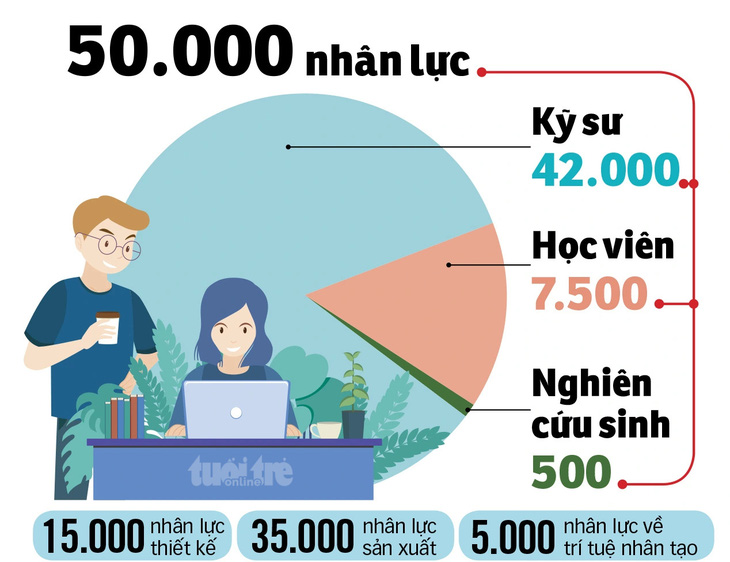 50.000 nhân lực
Kỹ sư
42.000
Học viên
7.500
Nghiên
cứu sinh
500
tuổi trẻ
online
15.000 nhân lực
thiết kế
35.000 nhân lực
sản xuất
5.000 nhân lực về
trí tuệ nhân tạo